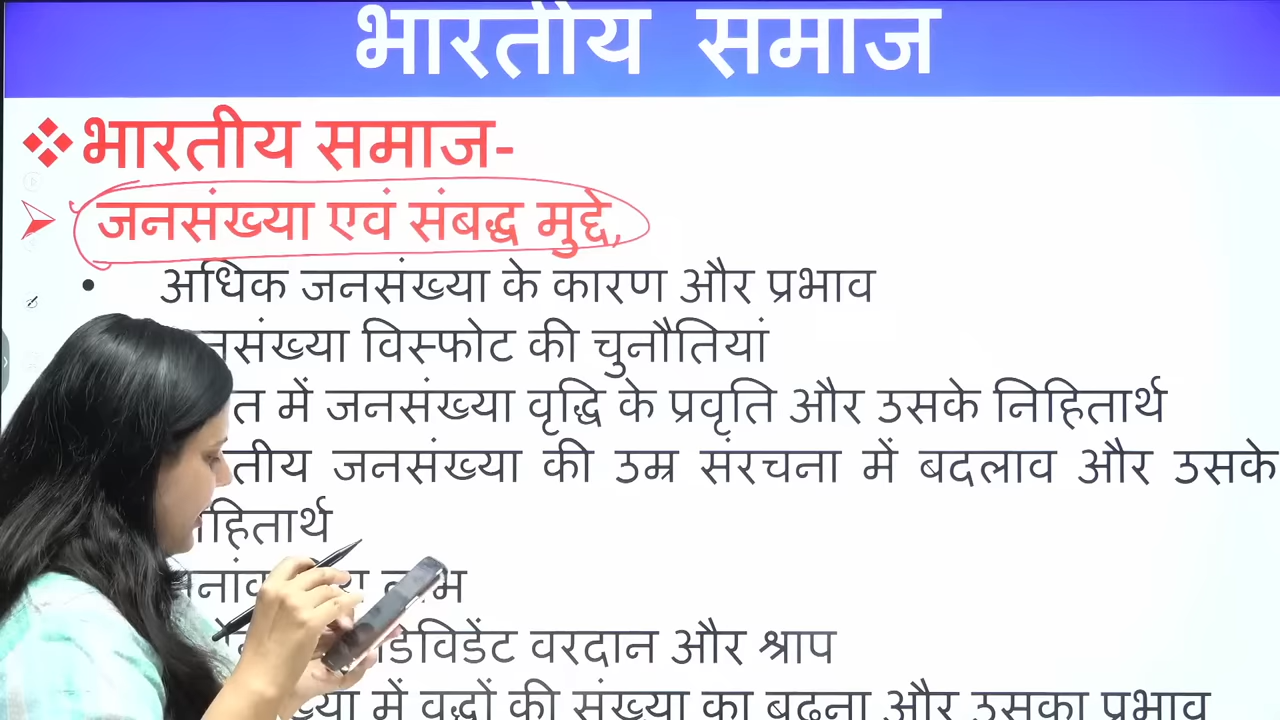 भारतीय समाज
भारतीय समाज-
जनसंख्या एवं संबद्ध मुद्दे,
अधिक जनसंख्या के कारण और प्रभाव
विस्फोट की चुनौतियां
में जनसंख्या वृद्धि के प्रवृति और उसके निहितार्थ
जनसंख्या की उम्र संरचना में बदलाव और उसके
वरदान और श्राप
में वृद्धों की संख्या का बढ़ना और उसका प्रभाव